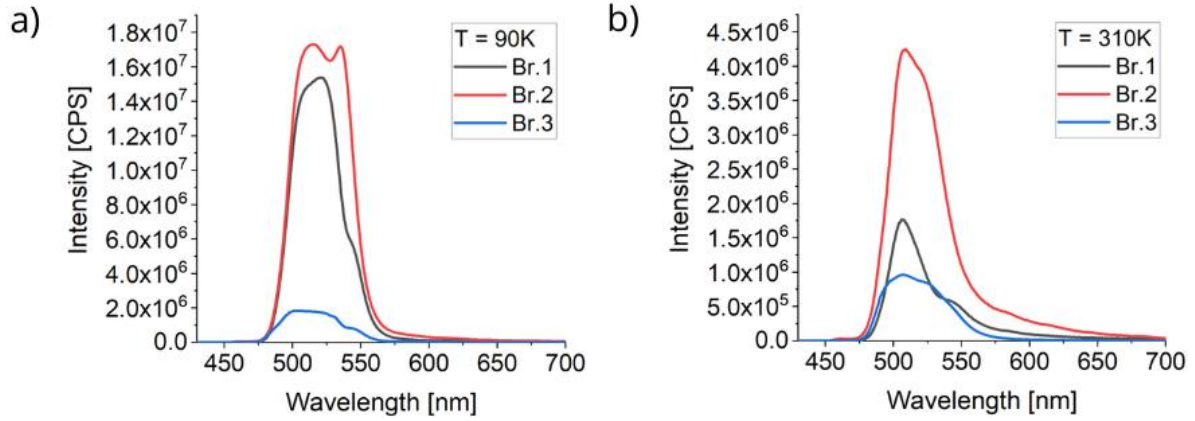 a)
T = 90K
Br.1
Br.2
Br.3
Intensity [CPS]
1.8x10⁷
1.6x10⁷
1.4x10⁷
1.2x10⁷
1.0x10⁷
8.0x10⁶
6.0x10⁶
4.0x10⁶
2.0x10⁶
0.0
450 500 550 600 650 700
Wavelength [nm]
b)
T = 310K
Br.1
Br.2
Br.3
Intensity [CPS]
4.5x10⁶
4.0x10⁶
3.5x10⁶
3.0x10⁶
2.5x10⁶
2.0x10⁶
1.5x10⁶
1.0x10⁶
5.0x10⁵
0.0
450 500 550 600 650 700
Wavelength [nm]